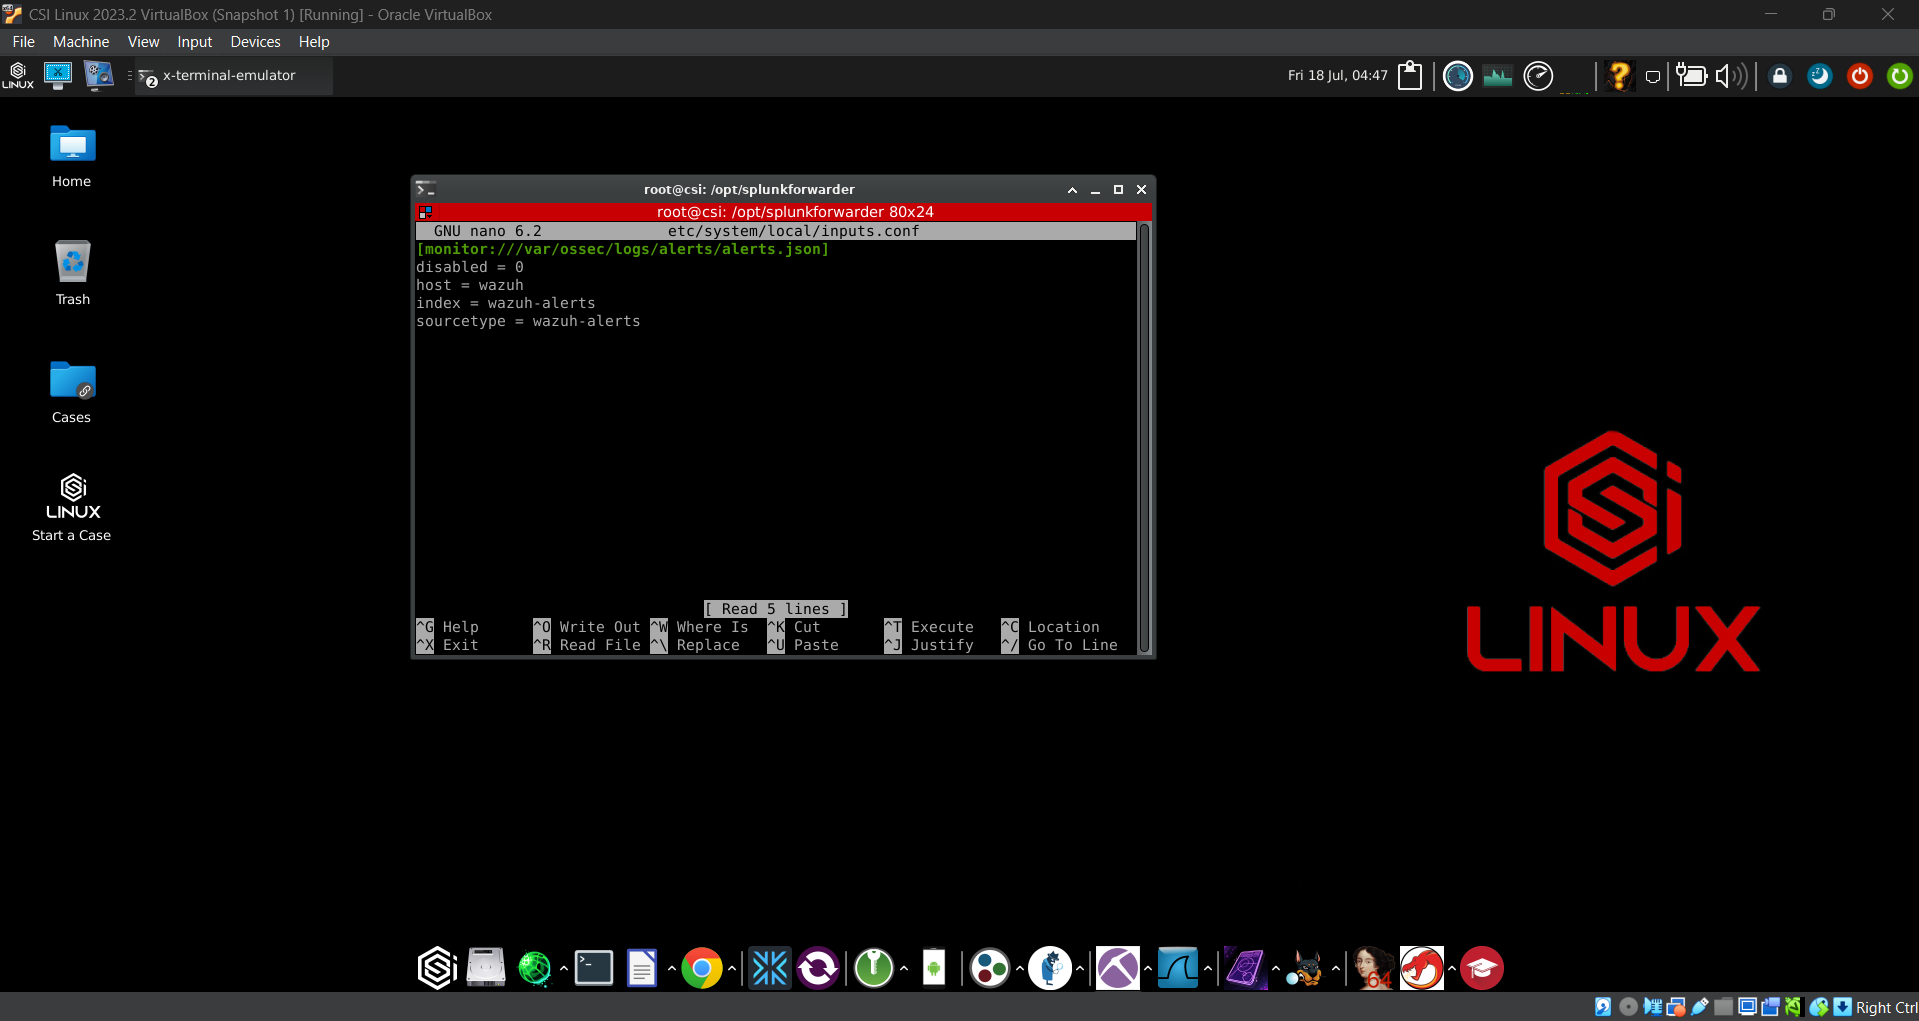 CSI Linux 2023.2 VirtualBox (Snapshot 1) [Running] - Oracle VirtualBox
File Machine View Input Devices Help
LINUX
x-terminal-emulator
2
Fri 18 Jul, 04:47
Home
Trash
Cases
LINUX
Start a Case
root@csi: /opt/splunkforwarder
root@csi: /opt/splunkforwarder 80x24
GNU nano 6.2 etc/system/local/inputs.conf
[monitor:///var/ossec/logs/alerts/alerts.json]
disabled = 0
host = wazuh
index = wazuh-alerts
sourcetype = wazuh-alerts
[ Read 5 lines ]
^G Help ^O Write Out ^W Where Is ^K Cut ^T Execute ^C Location
^X Exit ^R Read File ^\ Replace ^U Paste ^J Justify ^/ Go To Line
LINUX
64
Right Ctrl